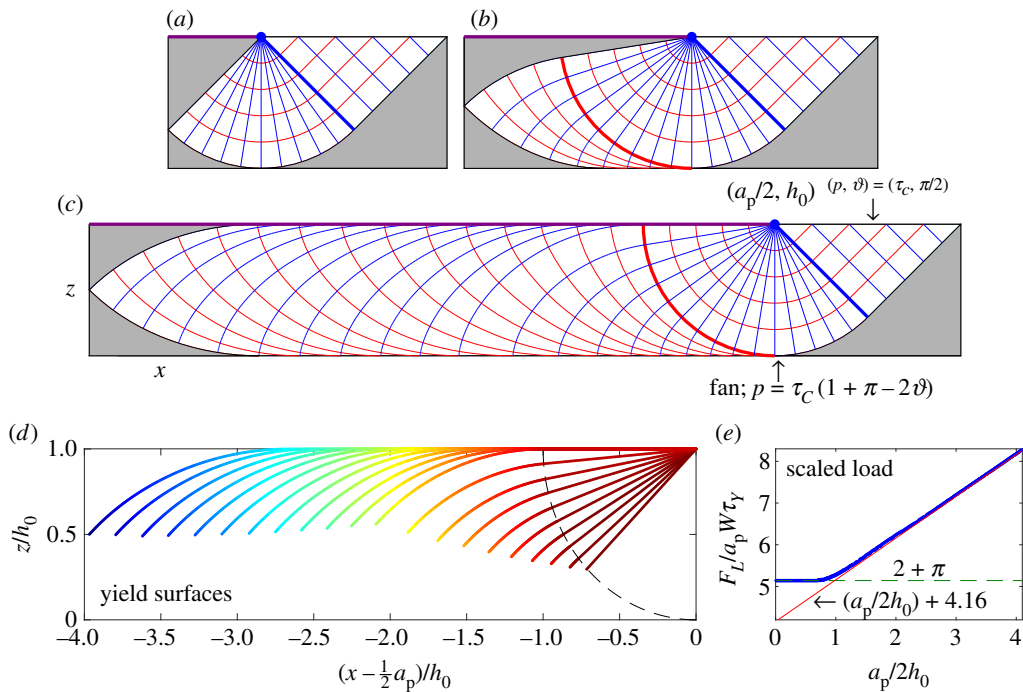 (a)
(b)
(a_p/2, h_0)
(p, ϑ) = (τ_C, π/2)
(c)
z
x
fan; p = τ_C (1 + π – 2ϑ)
(d)
(e)
1.0
0.5
0
z/h_0
yield surfaces
–4.0 –3.5 –3.0 –2.5 –2.0 –1.5 –1.0 –0.5 0
(x – 1/2 a_p)/h_0
8
7
6
5
F_L/a_p Wτ_Y
scaled load
2 + π
← (a_p/2h_0) + 4.16
0 1 2 3 4
a_p/2h_0